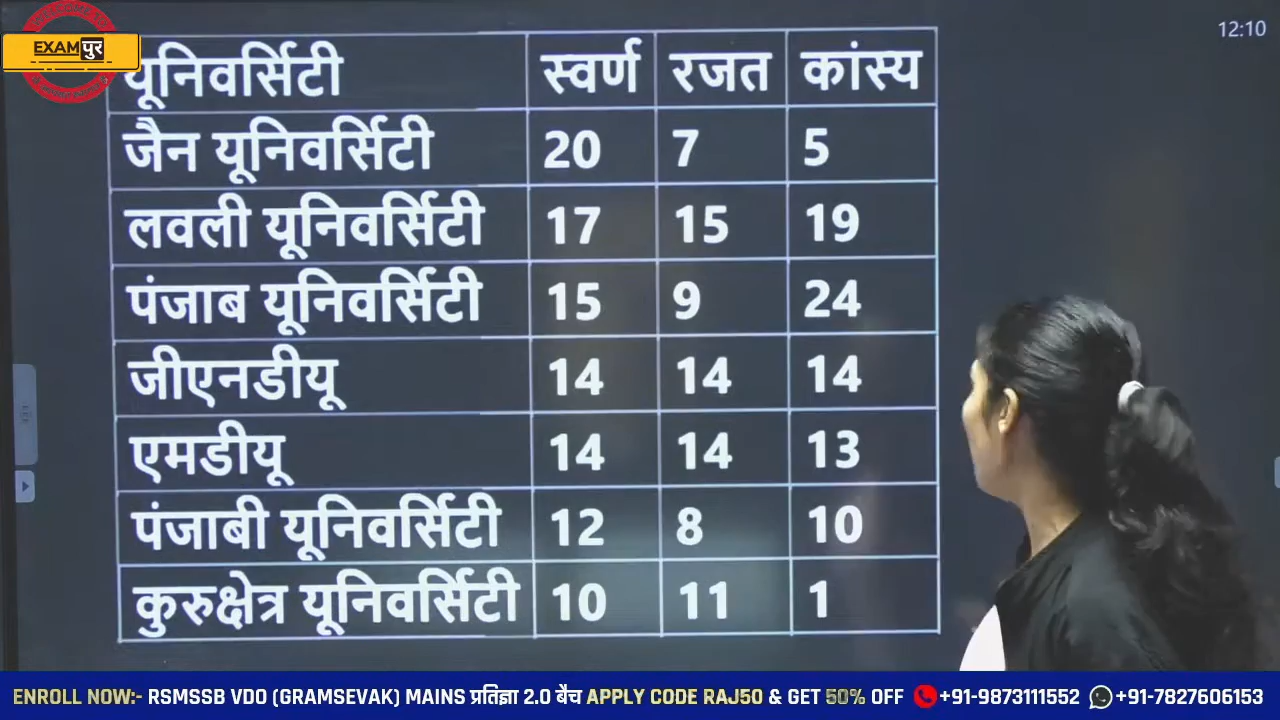 WELCOME TO
EXAMपुर
12:10
यूनिवर्सिटी स्वर्ण रजत कांस्य
जैन यूनिवर्सिटी 20 7 5
लवली यूनिवर्सिटी 17 15 19
पंजाब यूनिवर्सिटी 15 9 24
जीएनडीयू 14 14 14
एमडीयू 14 14 13
पंजाबी यूनिवर्सिटी 12 8 10
कुरुक्षेत्र यूनिवर्सिटी 10 11 1
ENROLL NOW:- RSMSSB VDO (GRAMSEVAK) MAINS प्रतिज्ञा 2.0 बैच APPLY CODE RAJ50 & GET 50% OFF +91-9873111552 +91-7827606153